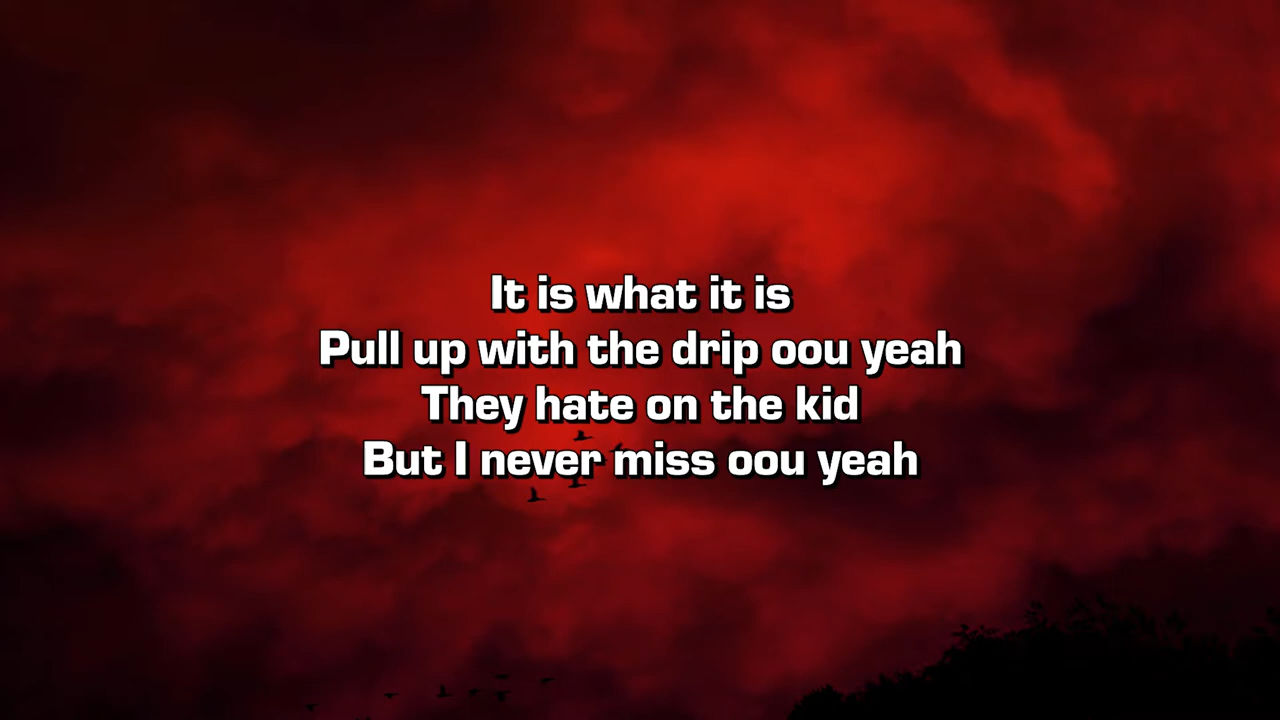 It is what it is
Pull up with the drip oou yeah
They hate on the kid
But I never miss oou yeah